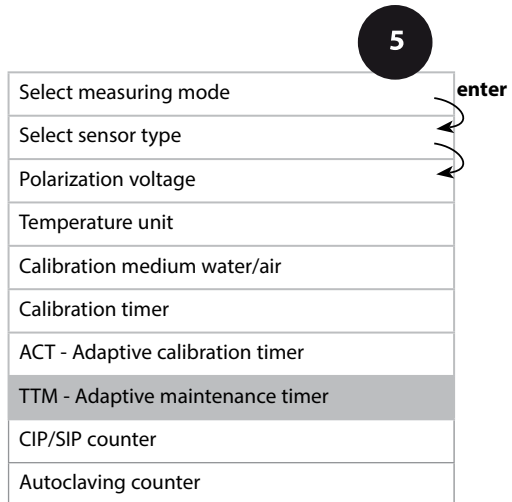 5
Select measuring mode
enter
Select sensor type
Polarization voltage
Temperature unit
Calibration medium water/air
Calibration timer
ACT - Adaptive calibration timer
TTM - Adaptive maintenance timer
CIP/SIP counter
Autoclaving counter